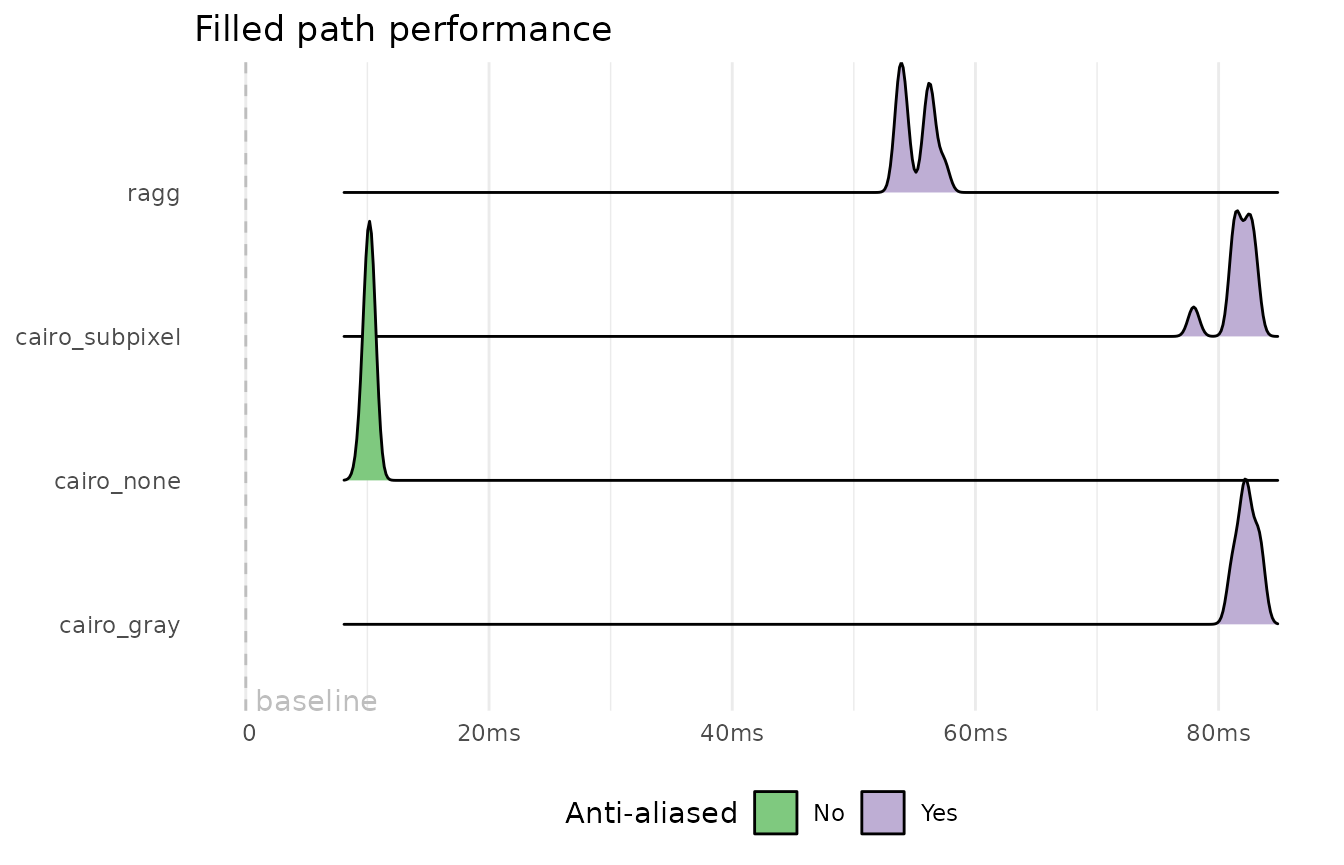 Filled path performance
ragg
cairo_subpixel
cairo_none
cairo_gray
baseline
0 20ms 40ms 60ms 80ms
Anti-aliased No Yes